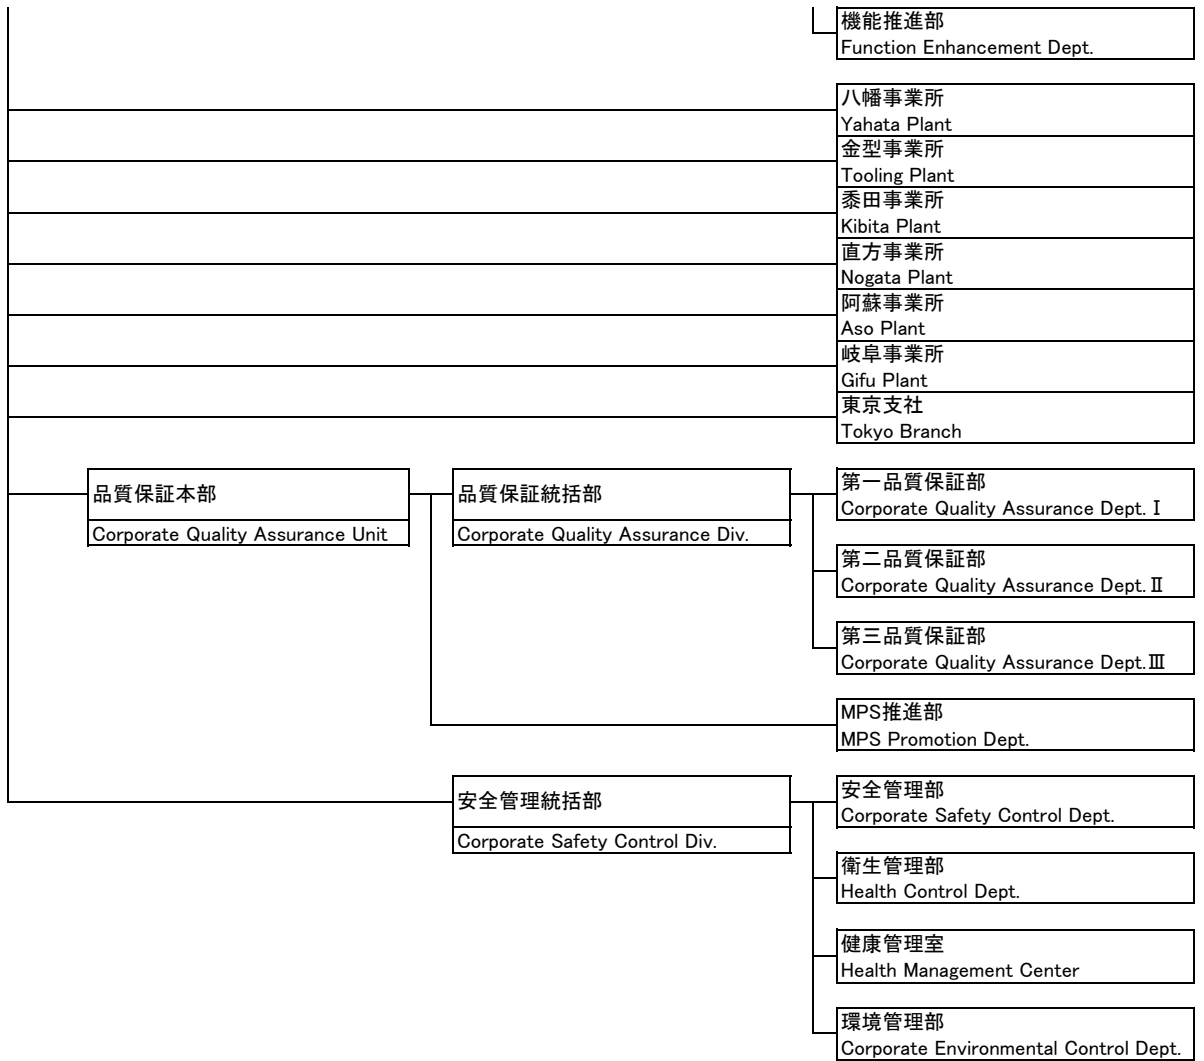 機能推進部
Function Enhancement Dept.
八幡事業所
Yahata Plant
金型事業所
Tooling Plant
黍田事業所
Kibita Plant
直方事業所
Nogata Plant
阿蘇事業所
Aso Plant
岐阜事業所
Gifu Plant
東京支社
Tokyo Branch
品質保証本部
Corporate Quality Assurance Unit
品質保証統括部
Corporate Quality Assurance Div.
第一品質保証部
Corporate Quality Assurance Dept. I
第二品質保証部
Corporate Quality Assurance Dept. Ⅱ
第三品質保証部
Corporate Quality Assurance Dept.Ⅲ
MPS推進部
MPS Promotion Dept.
安全管理統括部
Corporate Safety Control Div.
安全管理部
Corporate Safety Control Dept.
衛生管理部
Health Control Dept.
健康管理室
Health Management Center
環境管理部
Corporate Environmental Control Dept.